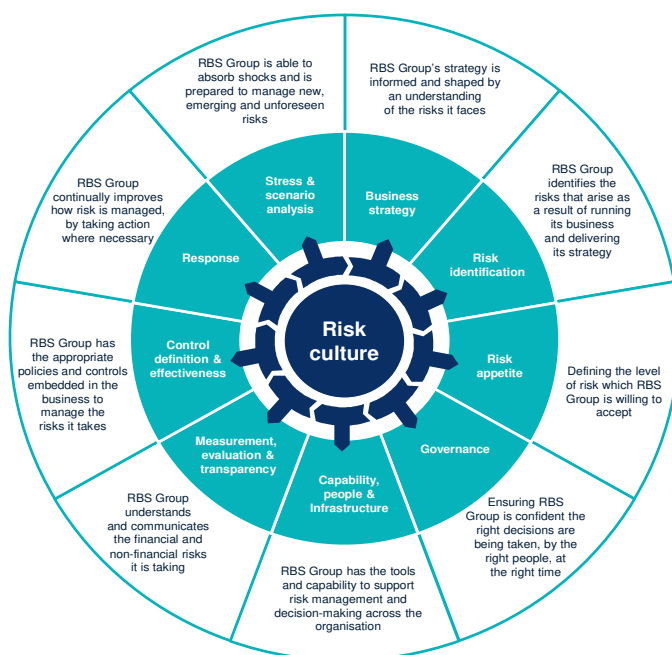 RBS Group is able to
absorb shocks and is
prepared to manage new,
emerging and unforeseen
risks
RBS Group's strategy is
informed and shaped by
an understanding
of the risks it faces
RBS Group
identifies the
risks that arise as
a result of running
its business
and delivering
its strategy
Defining the level
of risk which RBS
Group is willing to
accept
Ensuring RBS
Group is confident the
right decisions are
being taken, by the
right people, at
the right time
RBS Group has the tools
and capability to support
risk management and
decision-making across the
organisation
RBS Group
understands
and communicates
the financial and
non-financial risks
it is taking
RBS Group has
the appropriate
policies and controls
embedded in the
business to
manage the
risks it takes
RBS Group
continually improves
how risk is managed,
by taking action
where necessary
Stress &
scenario
analysis
Business
strategy
Risk
identification
Risk
appetite
Governance
Capability,
people &
Infrastructure
Measurement,
evaluation &
transparency
Control
definition &
effectiveness
Response
Risk
culture